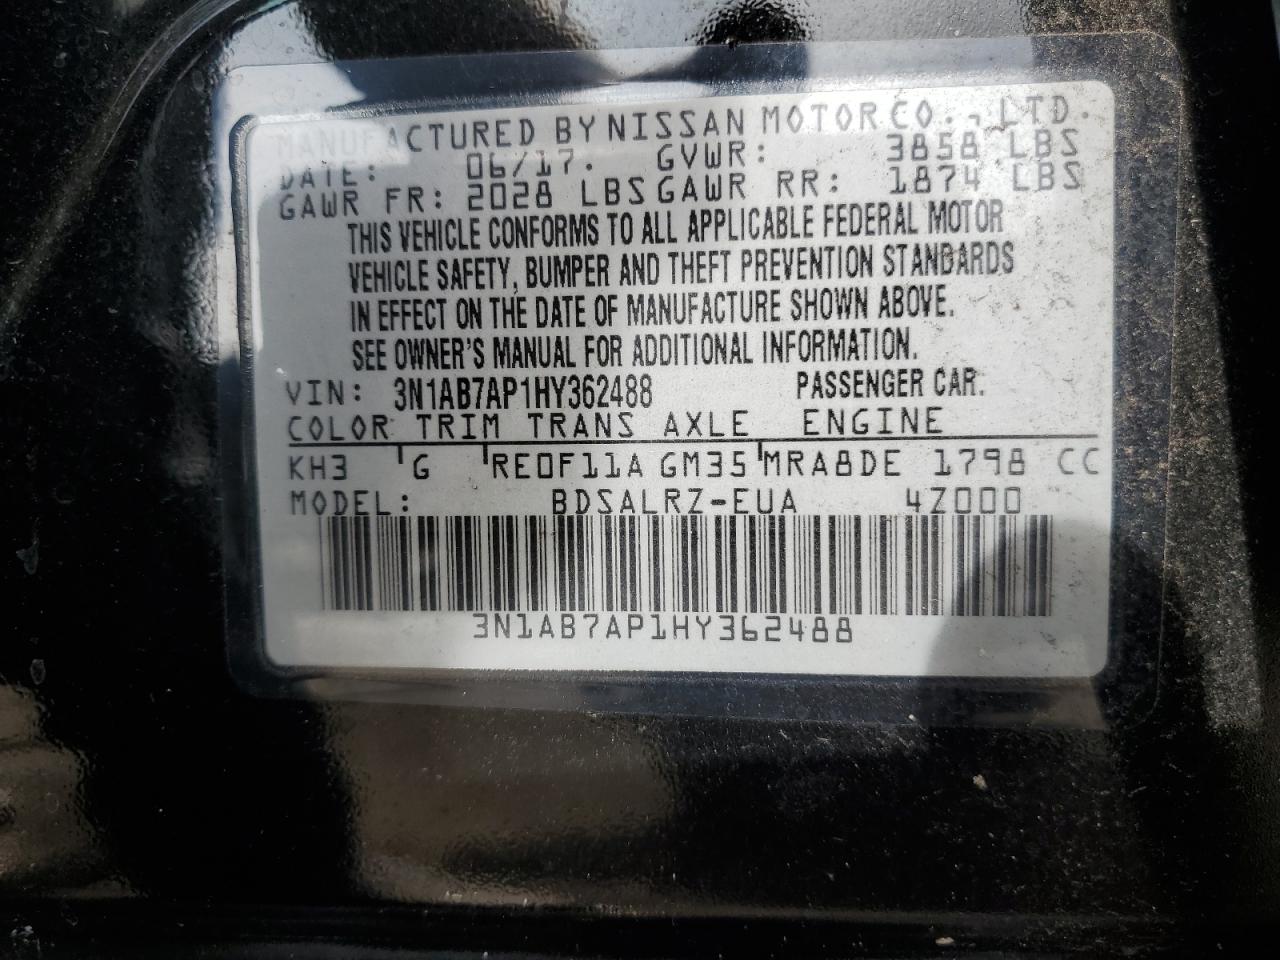 MANUFACTURED BY NISSAN MOTOR CO., LTD.
DATE: 06/17. GVWR: 3858 LBS
GAWR FR: 2028 LBS GAWR RR: 1874 LBS
THIS VEHICLE CONFORMS TO ALL APPLICABLE FEDERAL MOTOR
VEHICLE SAFETY, BUMPER AND THEFT PREVENTION STANDARDS
IN EFFECT ON THE DATE OF MANUFACTURE SHOWN ABOVE.
SEE OWNER'S MANUAL FOR ADDITIONAL INFORMATION.
VIN: 3N1AB7AP1HY362488 PASSENGER CAR.
COLOR TRIM TRANS AXLE ENGINE
KH3 G RE0F11A GM35 MRA8DE 1798 CC
MODEL: BDSALRZ-EUA 4Z000
3N1AB7AP1HY362488